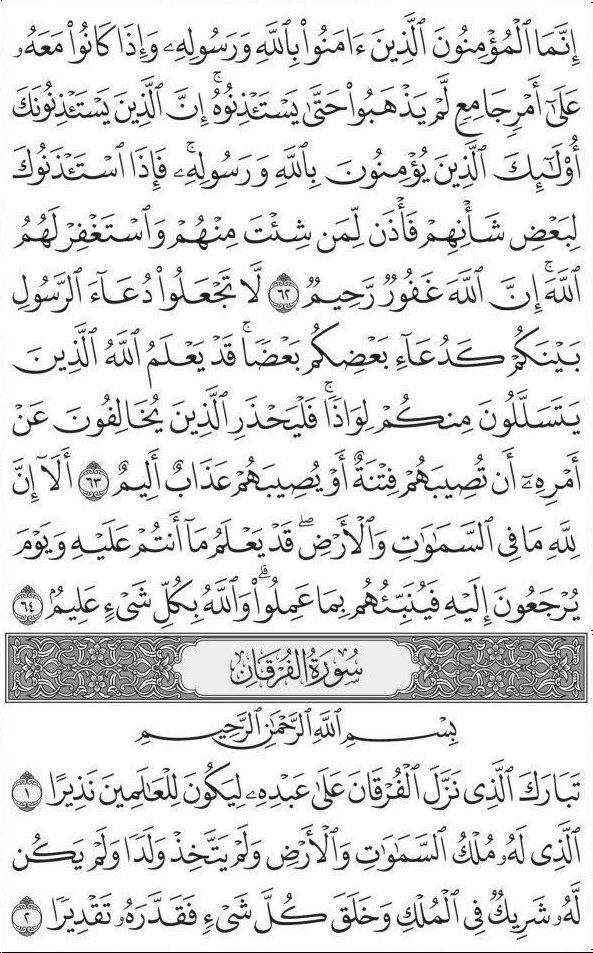 إِنَّمَا ٱلْمُؤْمِنُونَ ٱلَّذِينَ ءَامَنُوا۟ بِٱللَّهِ وَرَسُولِهِۦ وَإِذَا كَانُوا۟ مَعَهُۥ
عَلَىٰٓ أَمْرٍ جَامِعٍ لَّمْ يَذْهَبُوا۟ حَتَّىٰ يَسْتَـْٔذِنُوهُ ۚ إِنَّ ٱلَّذِينَ يَسْتَـْٔذِنُونَكَ
أُو۟لَـٰٓئِكَ ٱلَّذِينَ يُؤْمِنُونَ بِٱللَّهِ وَرَسُولِهِۦ ۚ فَإِذَا ٱسْتَـْٔذَنُوكَ
لِبَعْضِ شَأْنِهِمْ فَأْذَن لِّمَن شِئْتَ مِنْهُمْ وَٱسْتَغْفِرْ لَهُمُ
ٱللَّهَ ۚ إِنَّ ٱللَّهَ غَفُورٌ رَّحِيمٌ ٦٢ لَّا تَجْعَلُوا۟ دُعَآءَ ٱلرَّسُولِ
بَيْنَكُمْ كَدُعَآءِ بَعْضِكُم بَعْضًا ۚ قَدْ يَعْلَمُ ٱللَّهُ ٱلَّذِينَ
يَتَسَلَّلُونَ مِنكُمْ لِوَاذًا ۚ فَلْيَحْذَرِ ٱلَّذِينَ يُخَالِفُونَ عَنْ
أَمْرِهِۦٓ أَن تُصِيبَهُمْ فِتْنَةٌ أَوْ يُصِيبَهُمْ عَذَابٌ أَلِيمٌ ٦٣ أَلَآ إِنَّ
لِلَّهِ مَا فِى ٱلسَّمَـٰوَٰتِ وَٱلْأَرْضِ ۖ قَدْ يَعْلَمُ مَآ أَنتُمْ عَلَيْهِ وَيَوْمَ
يُرْجَعُونَ إِلَيْهِ فَيُنَبِّئُهُم بِمَا عَمِلُوا۟ ۗ وَٱللَّهُ بِكُلِّ شَىْءٍ عَلِيمٌۢ ٦٤
سُورَةُ الْفُرْقَانِ
بِسْمِ ٱللَّهِ ٱلرَّحْمَـٰنِ ٱلرَّحِيمِ
تَبَارَكَ ٱلَّذِى نَزَّلَ ٱلْفُرْقَانَ عَلَىٰ عَبْدِهِۦ لِيَكُونَ لِلْعَـٰلَمِينَ نَذِيرًا ١
ٱلَّذِى لَهُۥ مُلْكُ ٱلسَّمَـٰوَٰتِ وَٱلْأَرْضِ وَلَمْ يَتَّخِذْ وَلَدًا وَلَمْ يَكُن
لَّهُۥ شَرِيكٌ فِى ٱلْمُلْكِ وَخَلَقَ كُلَّ شَىْءٍ فَقَدَّرَهُۥ تَقْدِيرًا ٢